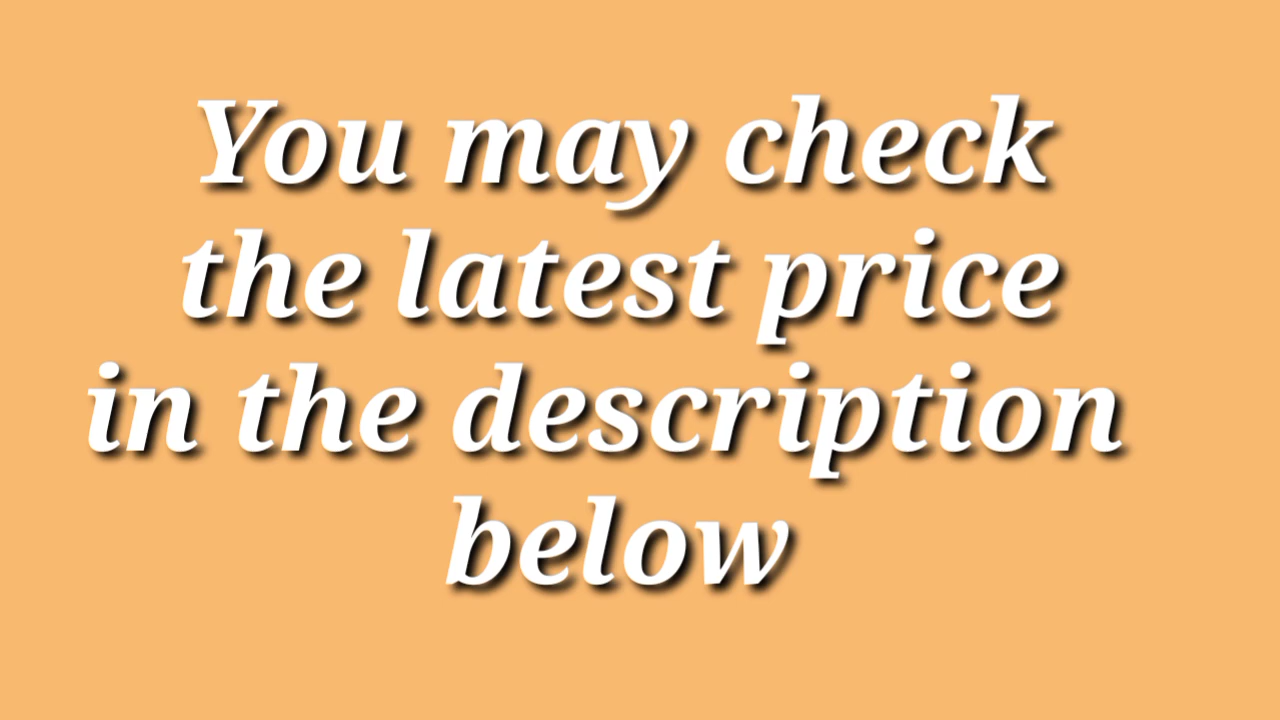 You may check
the latest price
in the description
below